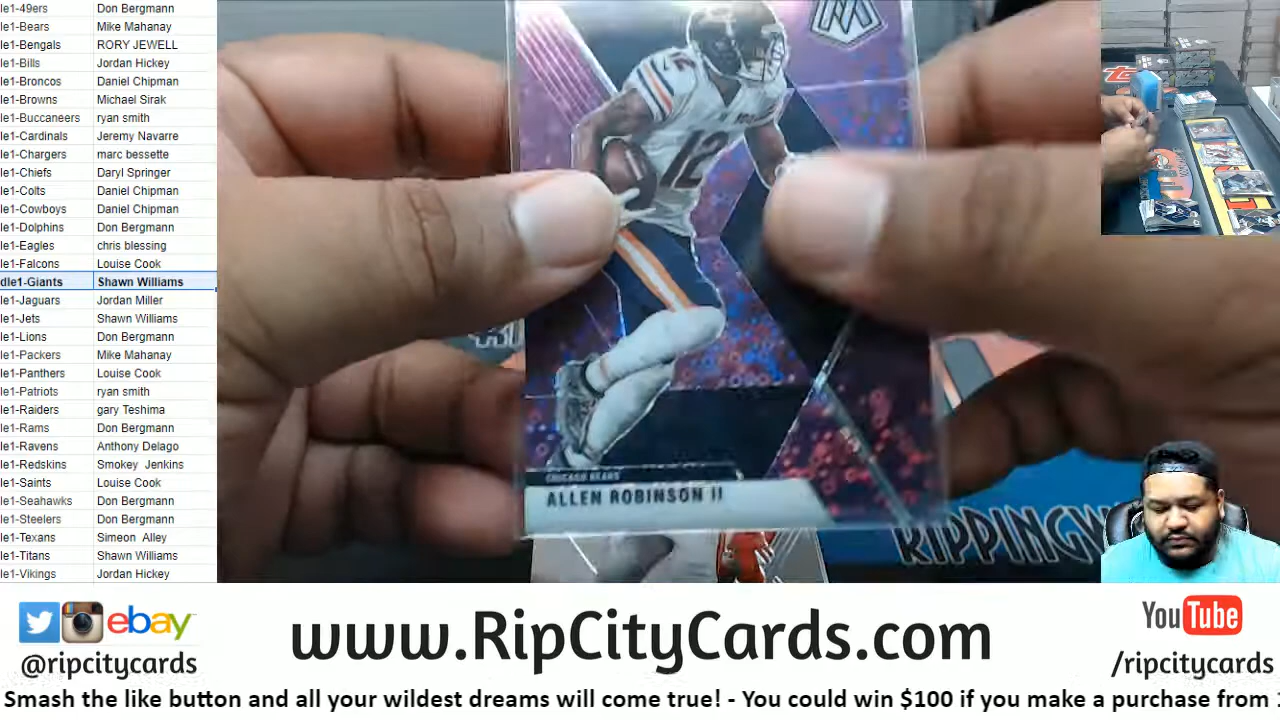 le1-49ers Don Bergmann
le1-Bears Mike Mahanay
le1-Bengals RORY JEWELL
le1-Bills Jordan Hickey
le1-Broncos Daniel Chipman
le1-Browns Michael Sirak
le1-Buccaneers ryan smith
le1-Cardinals Jeremy Navarre
le1-Chargers marc bessette
le1-Chiefs Daryl Springer
le1-Colts Daniel Chipman
le1-Cowboys Daniel Chipman
le1-Dolphins Don Bergmann
le1-Eagles chris blessing
le1-Falcons Louise Cook
dle1-Giants Shawn Williams
le1-Jaguars Jordan Miller
le1-Jets Shawn Williams
le1-Lions Don Bergmann
le1-Packers Mike Mahanay
le1-Panthers Louise Cook
le1-Patriots ryan smith
le1-Raiders gary Teshima
le1-Rams Don Bergmann
le1-Ravens Anthony Delago
le1-Redskins Smokey Jenkins
le1-Saints Louise Cook
le1-Seahawks Don Bergmann
le1-Steelers Don Bergmann
le1-Texans Simeon Alley
le1-Titans Shawn Williams
le1-Vikings Jordan Hickey
12
12
CHICAGO BEARS
ALLEN ROBINSON II
RIPPINGW
ebay
@ripcitycards
www.RipCityCards.com
YouTube
/ripcitycards
Smash the like button and all your wildest dreams will come true! - You could win $100 if you make a purchase from